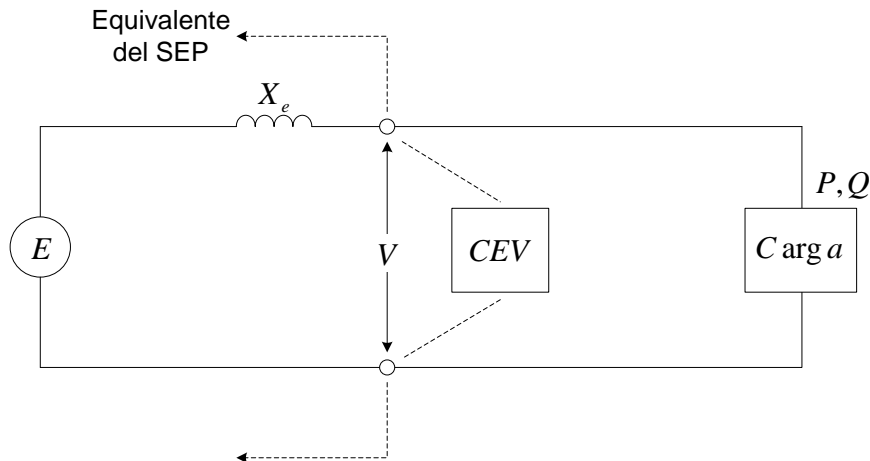 Equivalente
del SEP
X_e
P, Q
E
V
CEV
C arg a